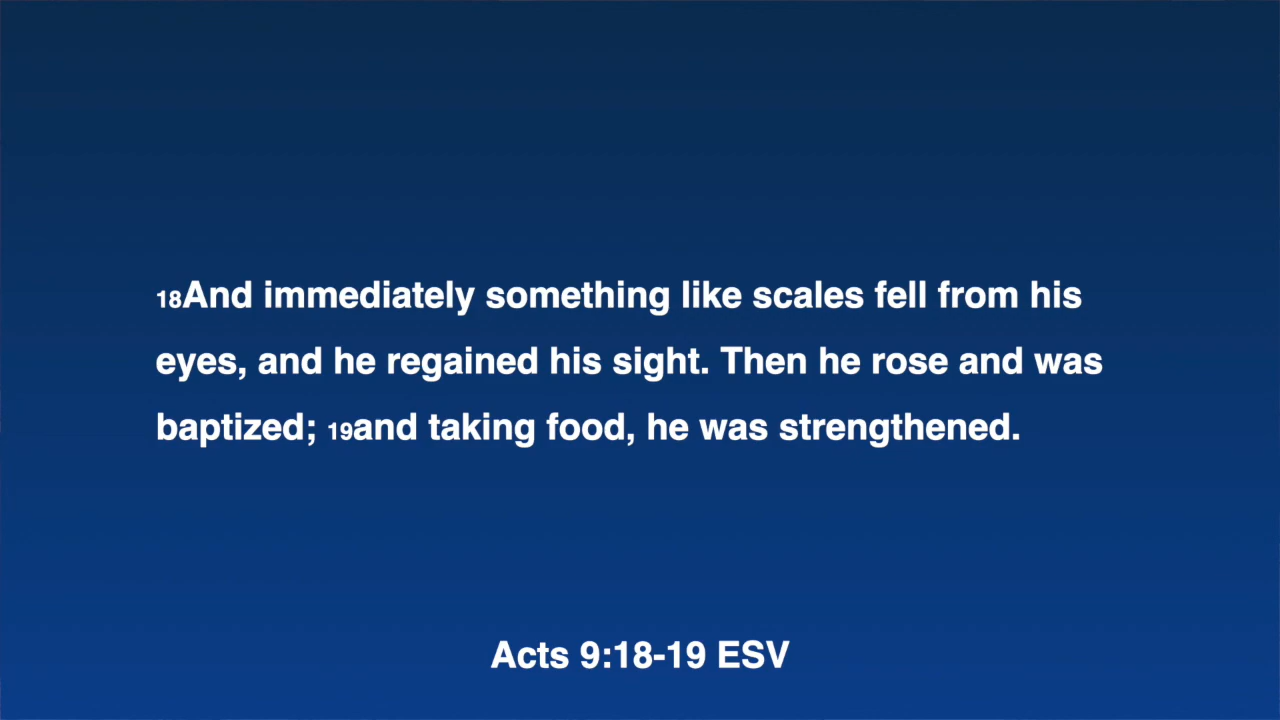 18And immediately something like scales fell from his
eyes, and he regained his sight. Then he rose and was
baptized; 19and taking food, he was strengthened.
Acts 9:18-19 ESV